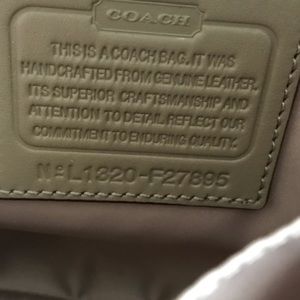 COACH
THIS IS A COACH BAG. IT WAS
HANDCRAFTED FROM GENUINE LEATHER.
ITS SUPERIOR CRAFTSMANSHIP AND
ATTENTION TO DETAIL REFLECT OUR
COMMITMENT TO ENDURING QUALITY.
Nº L1320-F27895